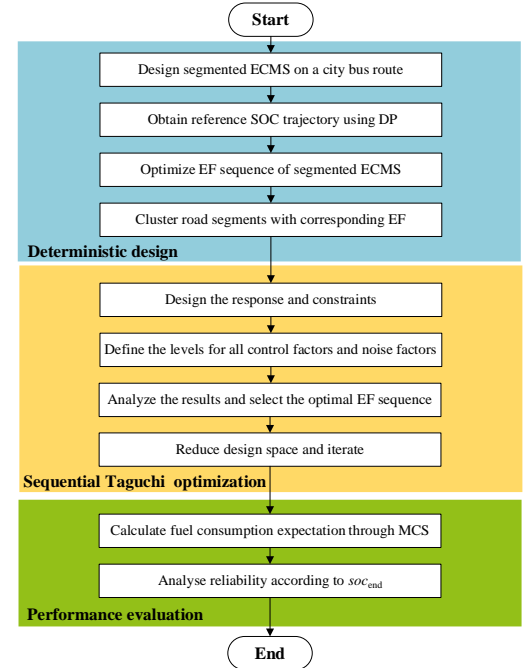 Start
Design segmented ECMS on a city bus route
Obtain reference SOC trajectory using DP
Optimize EF sequence of segmented ECMS
Cluster road segments with corresponding EF
Deterministic design
Design the response and constraints
Define the levels for all control factors and noise factors
Analyze the results and select the optimal EF sequence
Reduce design space and iterate
Sequential Taguchi optimization
Calculate fuel consumption expectation through MCS
Analyse reliability according to soc_end
Performance evaluation
End